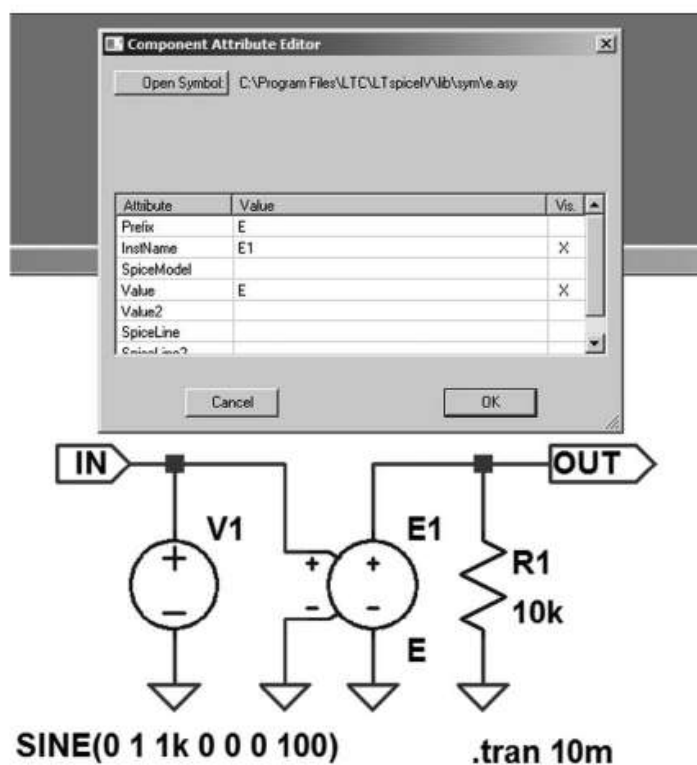 Component Attribute Editor
Open Symbol: C:\Program Files\LTC\LTspiceIV\lib\sym\e.asy
Attribute Value Vis.
Prefix E
InstName E1 X
SpiceModel
Value E X
Value2
SpiceLine
SpiceLine2
Cancel OK
IN OUT
V1 E1
+ + + R1
10k
− − −
E
SINE(0 1 1k 0 0 0 100) .tran 10m